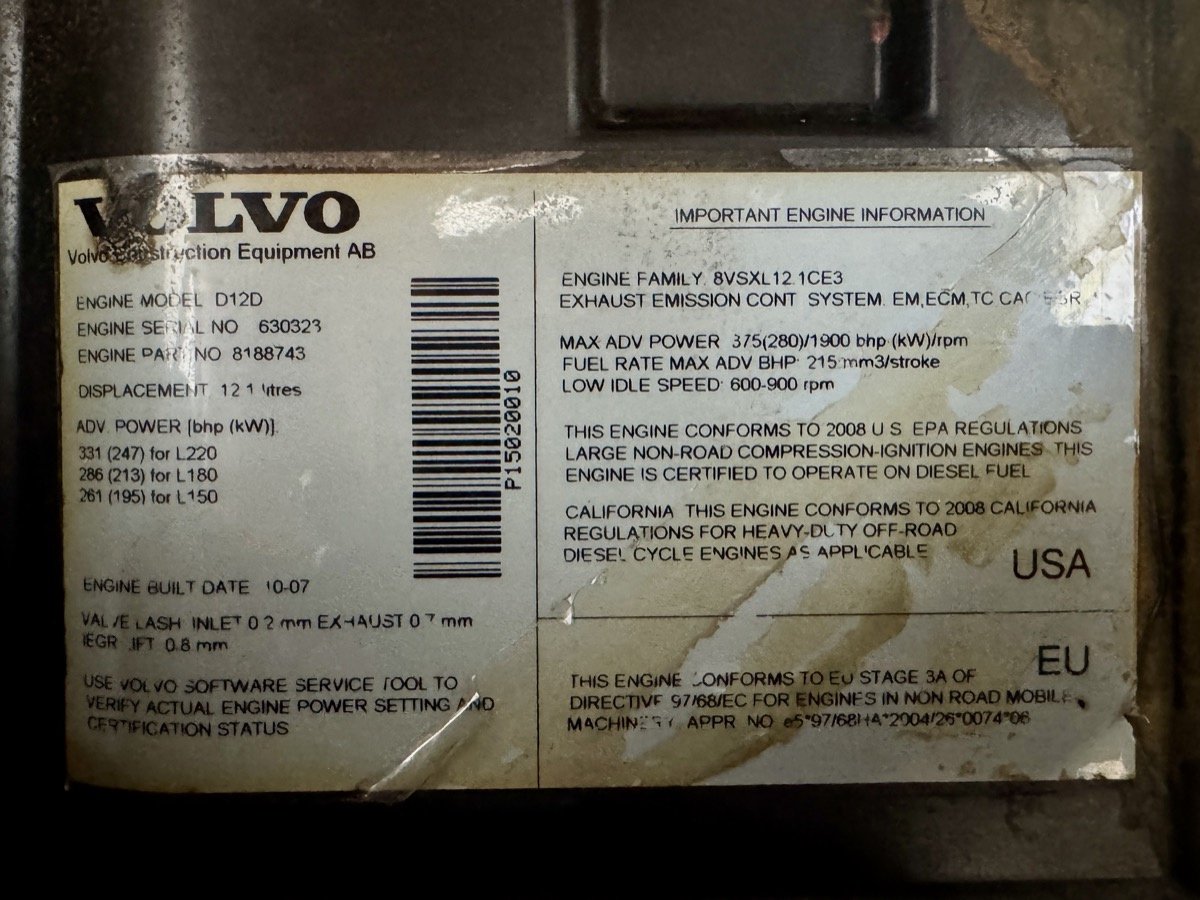 VOLVO
Volvo Construction Equipment AB
ENGINE MODEL D12D
ENGINE SERIAL NO 630323
ENGINE PART NO 8188743
DISPLACEMENT 12.1 litres
ADV. POWER [bhp (kW)]
331 (247) for L220
286 (213) for L180
261 (195) for L150
ENGINE BUILT DATE 10-07
VALVE LASH INLET 0.2 mm EXHAUST 0.7 mm
IEGR LIFT 0.8 mm
USE VOLVO SOFTWARE SERVICE TOOL TO
VERIFY ACTUAL ENGINE POWER SETTING AND
CERTIFICATION STATUS
P15020010
IMPORTANT ENGINE INFORMATION
ENGINE FAMILY 8VSXL12.1CE3
EXHAUST EMISSION CONT. SYSTEM. EM,ECM,TC
MAX ADV POWER 375(280)/1900 bhp (kW)/rpm
FUEL RATE MAX ADV BHP: 215 mm3/stroke
LOW IDLE SPEED: 600-900 rpm
THIS ENGINE CONFORMS TO 2008 U.S. EPA REGULATIONS
LARGE NON-ROAD COMPRESSION-IGNITION ENGINES THIS
ENGINE IS CERTIFIED TO OPERATE ON DIESEL FUEL
CALIFORNIA THIS ENGINE CONFORMS TO 2008 CALIFORNIA
REGULATIONS FOR HEAVY-DUTY OFF-ROAD
DIESEL CYCLE ENGINES AS APPLICABLE
USA
EU
THIS ENGINE CONFORMS TO EU STAGE 3A OF
DIRECTIVE 97/68/EC FOR ENGINES IN NON ROAD MOBILE
MACHINERY, APPR. NO e5*97/68HA*2004/26*0074*06